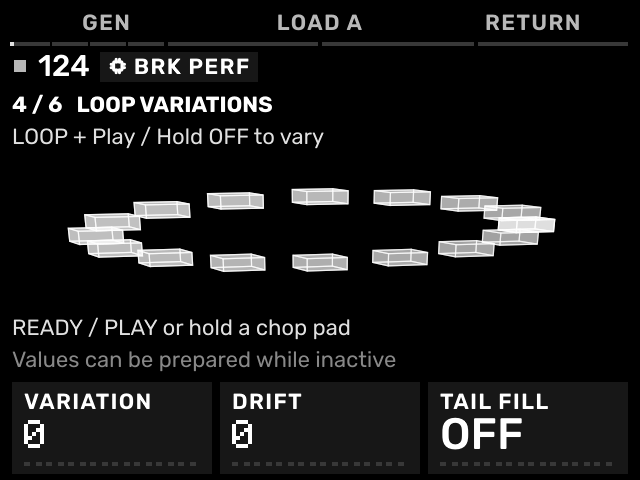 GEN LOAD A RETURN
124 BRK PERF
4 / 6 LOOP VARIATIONS
LOOP + Play / Hold OFF to vary
READY / PLAY or hold a chop pad
Values can be prepared while inactive
VARIATION DRIFT TAIL FILL
0 0 OFF